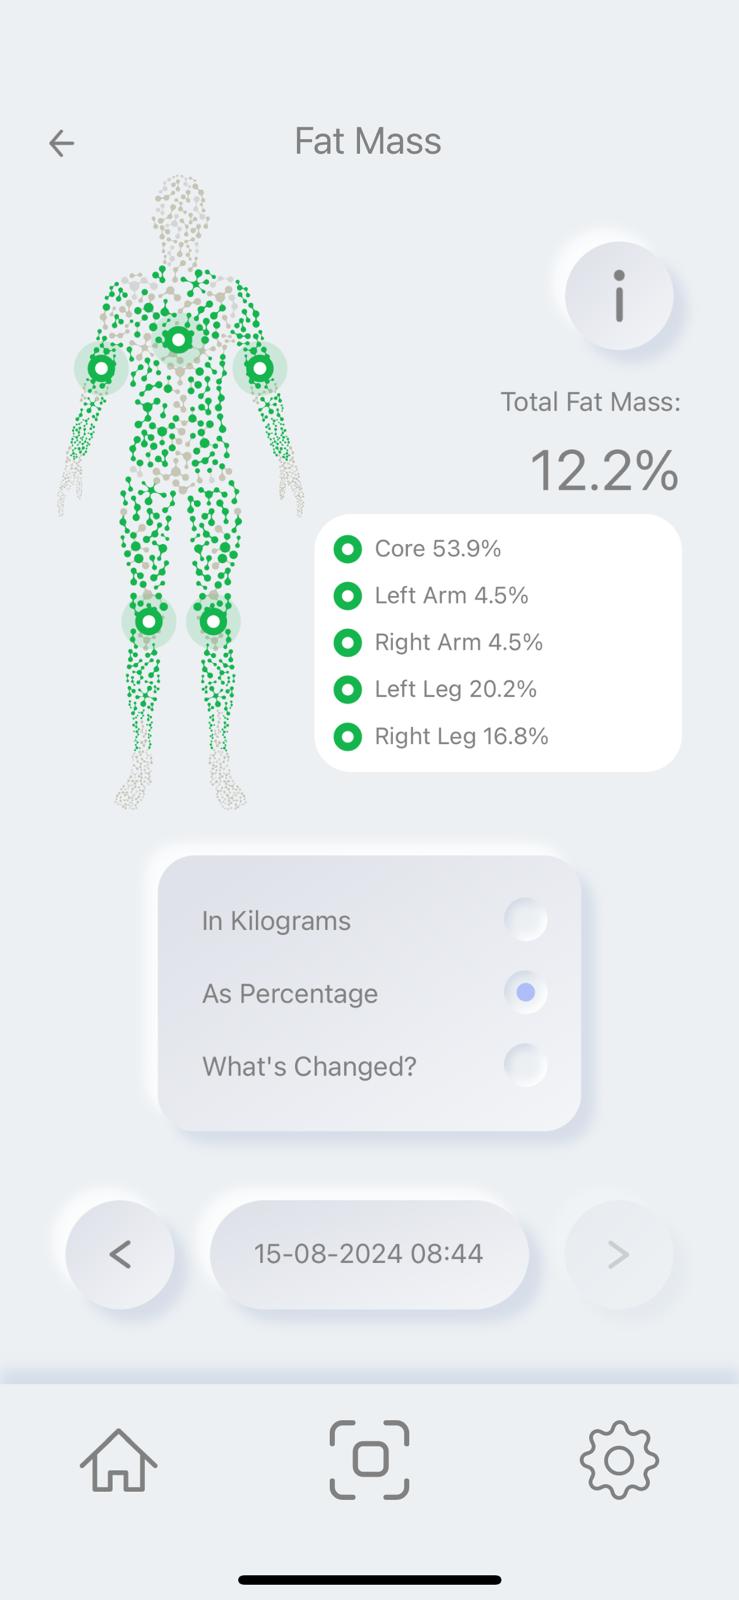 Fat Mass
Total Fat Mass:
12.2%
Core 53.9%
Left Arm 4.5%
Right Arm 4.5%
Left Leg 20.2%
Right Leg 16.8%
In Kilograms
As Percentage
What's Changed?
15-08-2024 08:44